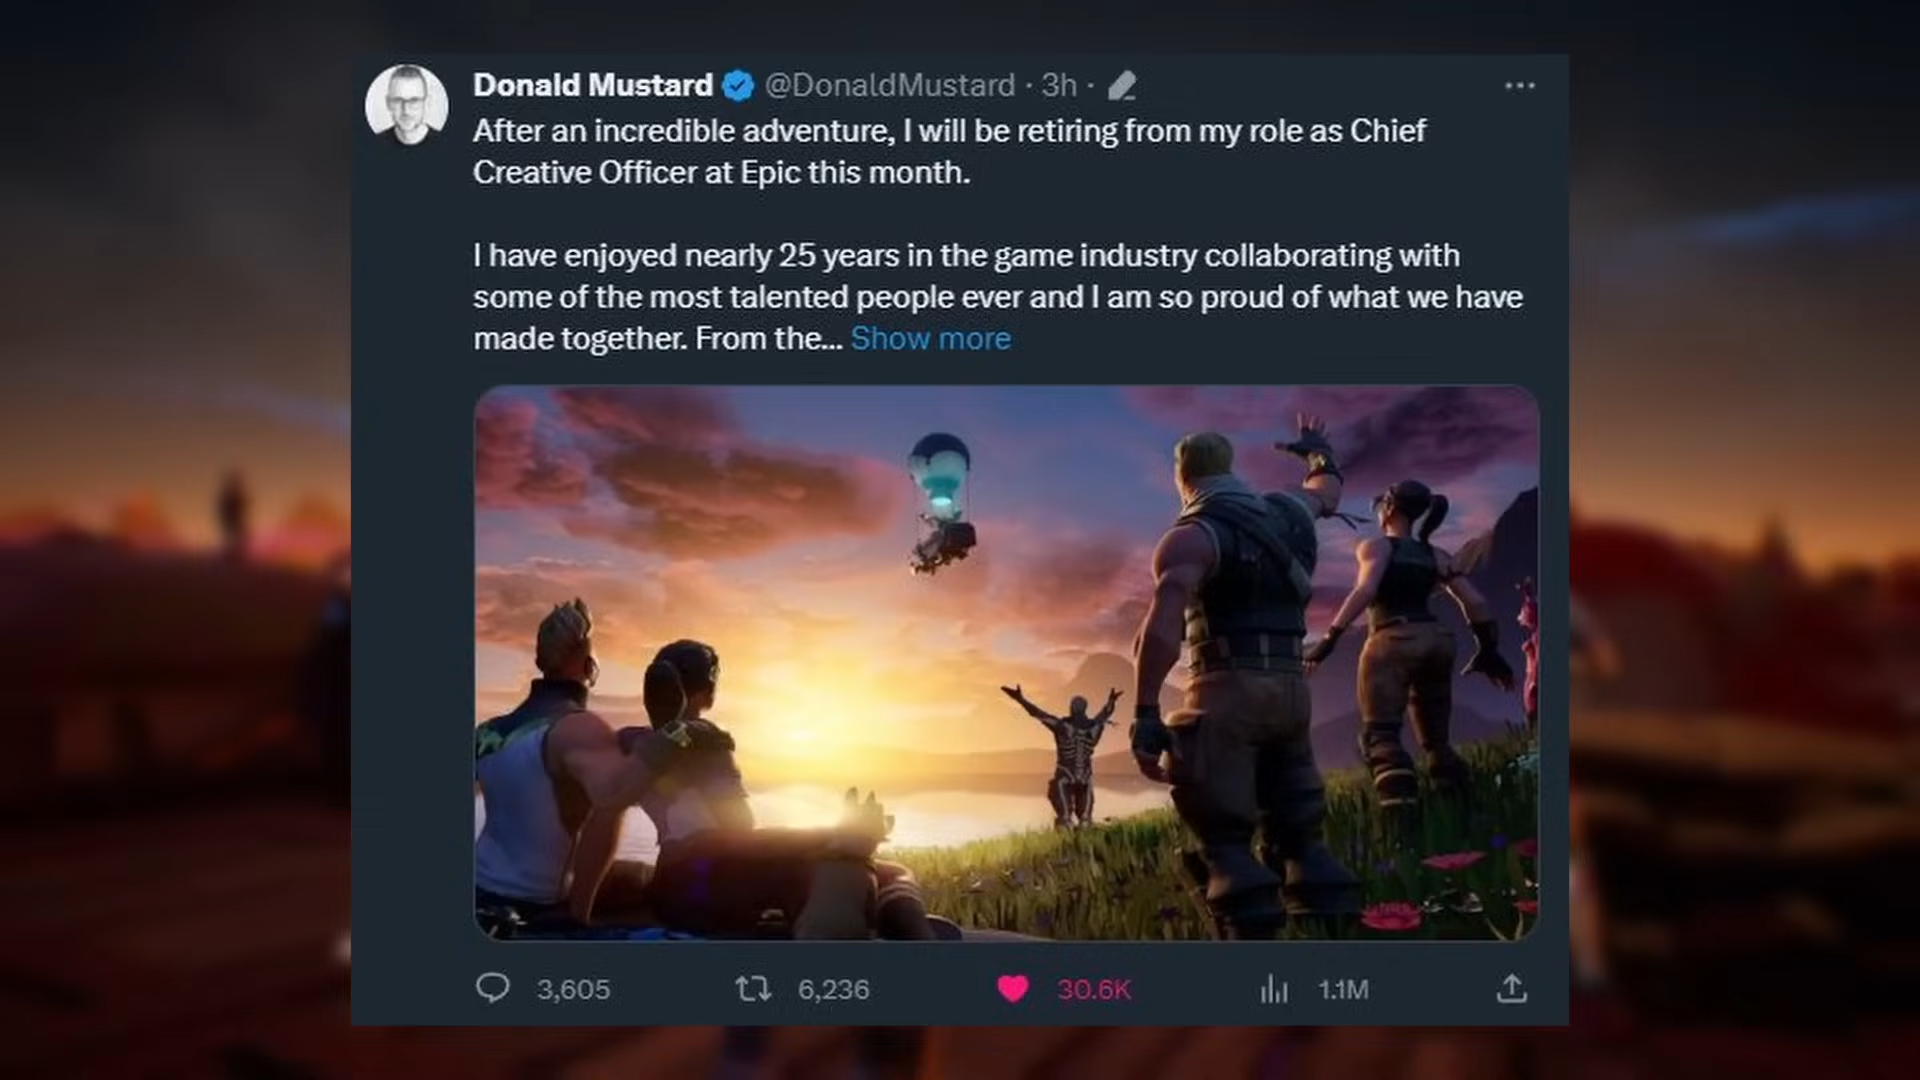 Donald Mustard @DonaldMustard · 3h ·
After an incredible adventure, I will be retiring from my role as Chief
Creative Officer at Epic this month.
I have enjoyed nearly 25 years in the game industry collaborating with
some of the most talented people ever and I am so proud of what we have
made together. From the... Show more
3,605 6,236 30.6K 1.1M